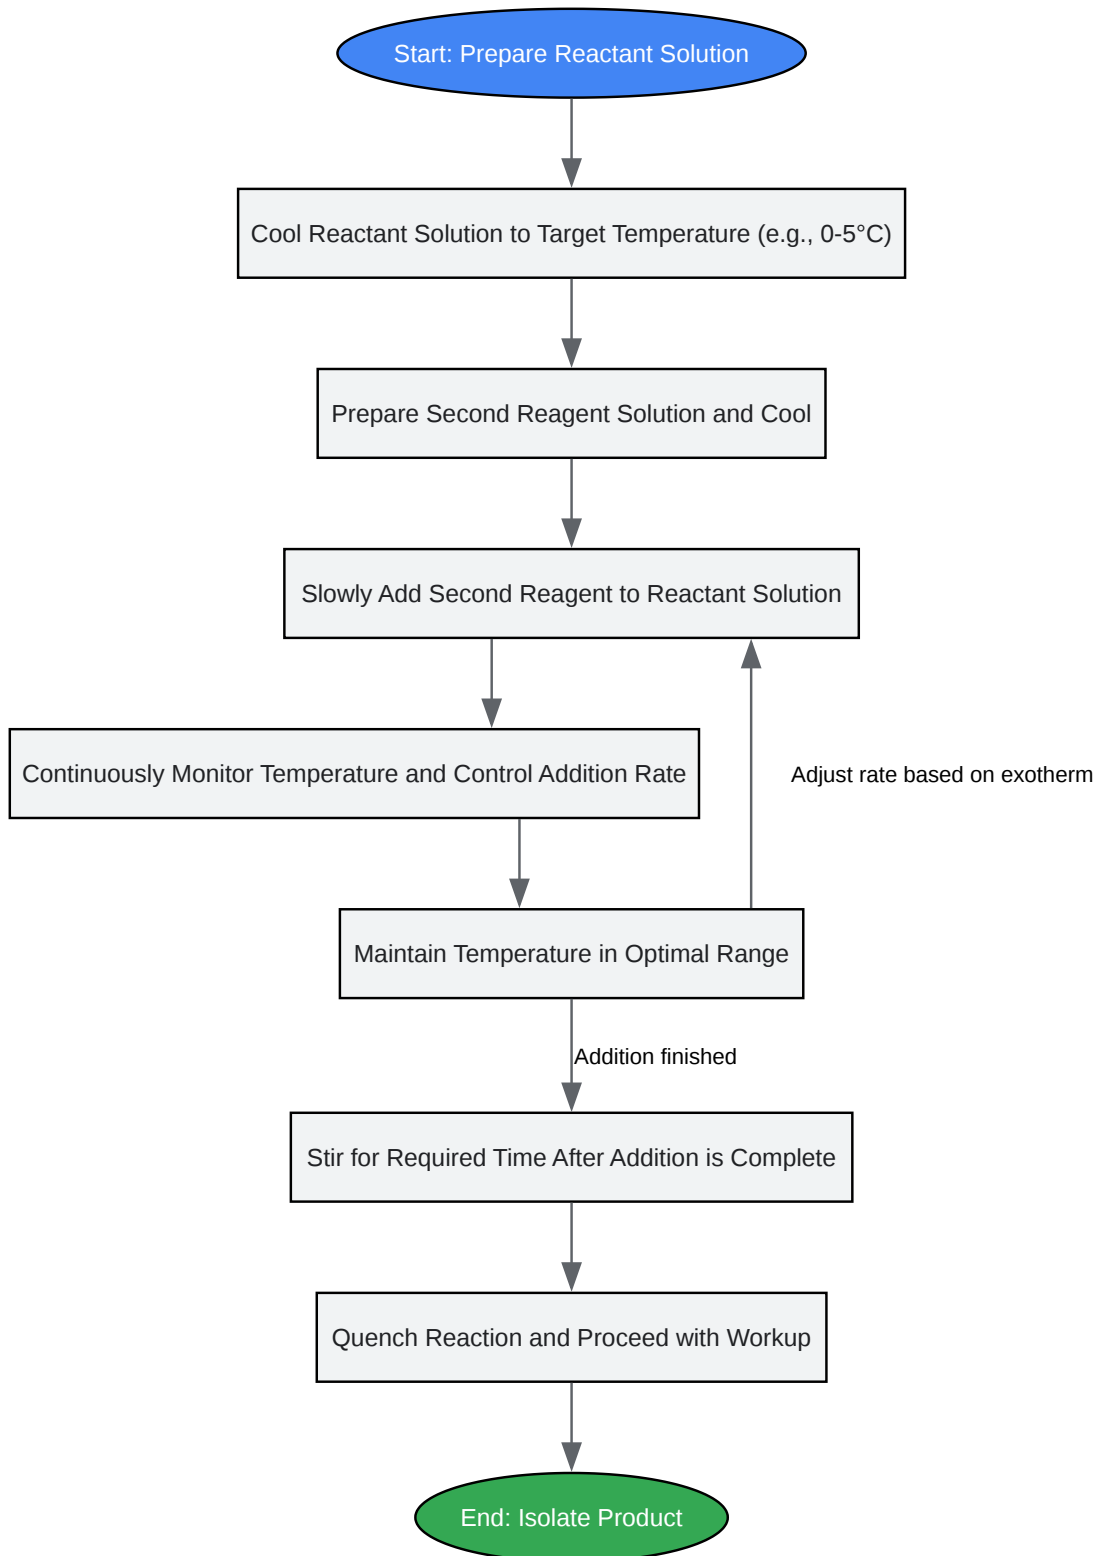 Start: Prepare Reactant Solution
Cool Reactant Solution to Target Temperature (e.g., 0-5°C)
Prepare Second Reagent Solution and Cool
Slowly Add Second Reagent to Reactant Solution
Continuously Monitor Temperature and Control Addition Rate
Adjust rate based on exotherm
Maintain Temperature in Optimal Range
Addition finished
Stir for Required Time After Addition is Complete
Quench Reaction and Proceed with Workup
End: Isolate Product